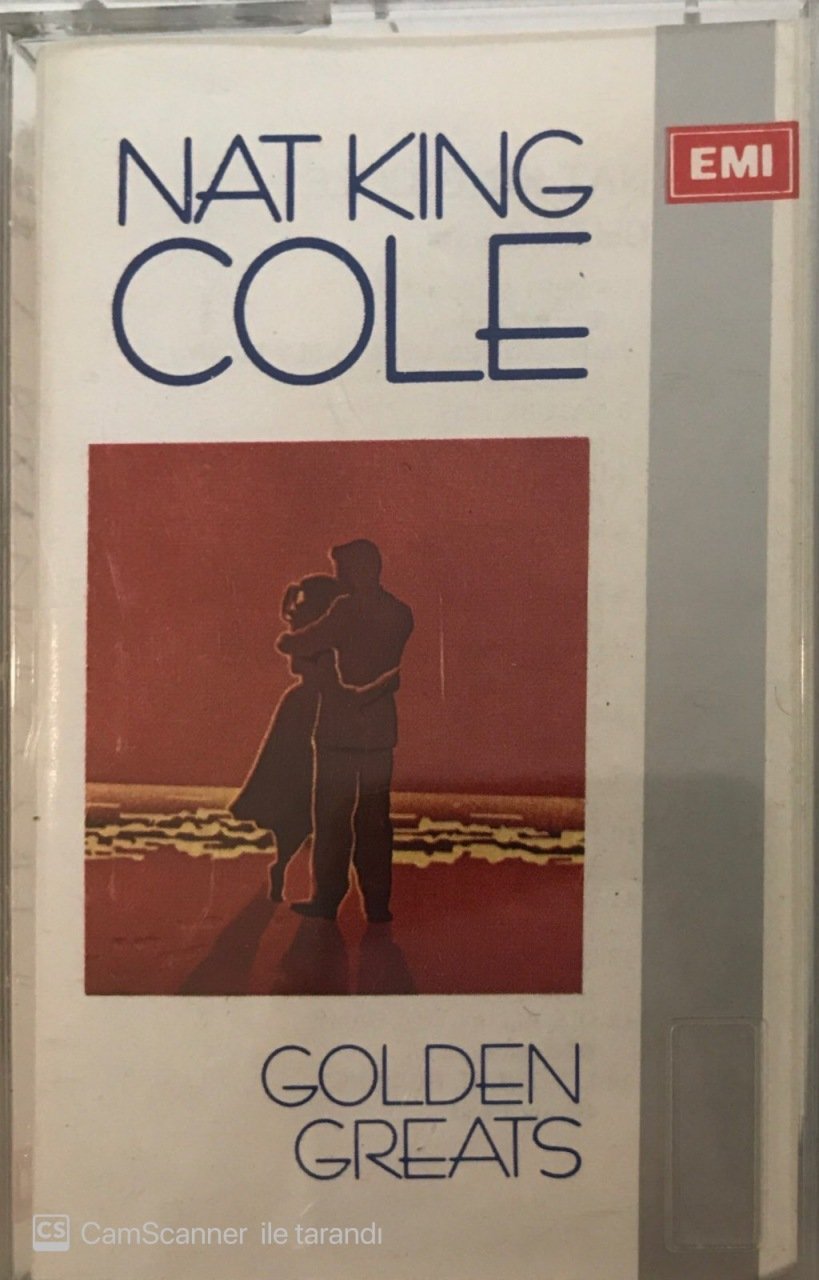 NAT KING
COLE
EMI
GOLDEN
GREATS
CS CamScanner ile tarandı